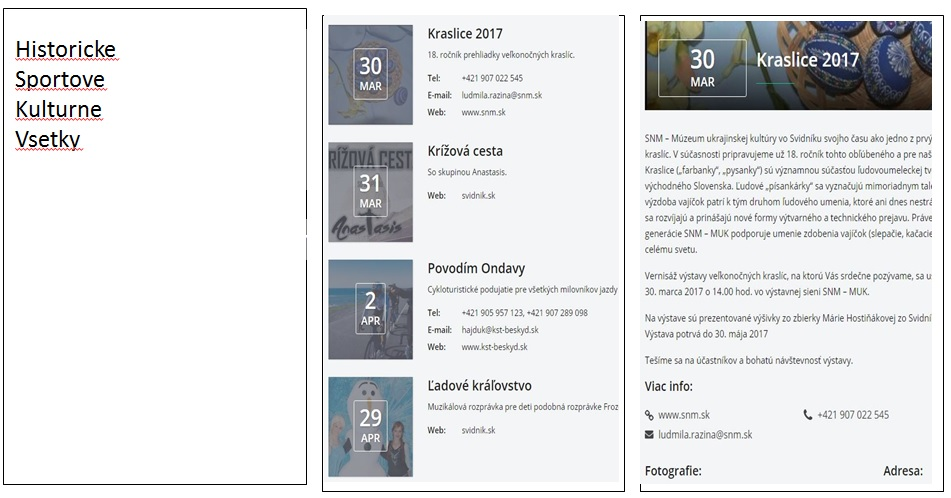 Historicke
Sportove
Kulturne
Vsetky
30
MAR
Kraslice 2017
18. ročník prehliadky veľkonočných kraslíc.
Tel: +421 907 022 545
E-mail: ludmila.razina@snm.sk
Web: www.snm.sk
KRÍŽOVÁ CESTA
31
MAR
AnasTasis
Krížová cesta
So skupinou Anastasis.
Web: svidnik.sk
2
APR
Povodím Ondavy
Cykloturistické podujatie pre všetkých milovníkov jazdy
Tel: +421 905 957 123, +421 907 289 098
E-mail: hajduk@kst-beskyd.sk
Web: www.kst-beskyd.sk
29
APR
Ľadové kráľovstvo
Muzikálová rozprávka pre deti podobná rozprávke Froz
Web: svidnik.sk
30
MAR
Kraslice 2017
SNM – Múzeum ukrajinskej kultúry vo Svidníku svojho času ako jedno z prvý
kraslíc. V súčasnosti pripravujeme už 18. ročník tohto obľúbeného a pre naš
Kraslice („farbanky“, „pysanky“) sú významnou súčasťou ľudovoumeleckej tv
východného Slovenska. Ľudové „pisankárky“ sa vyznačujú mimoriadnym tale
výzdoba vajíčok patrí k tým druhom ľudového umenia, ktoré ani dnes nestrá
sa rozvíjajú a prinášajú nové formy výtvarného a technického prejavu. Práve
generácie SNM – MUK podporuje umenie zdobenia vajíčok (slepačie, kačacie
celému svetu.
Vernisáž výstavy veľkonočných kraslíc, na ktorú Vás srdečne pozývame, sa u
30. marca 2017 o 14.00 hod. vo výstavnej sieni SNM – MUK.
Na výstave sú prezentované výšivky zo zbierky Márie Hostiňákovej zo Svidní
Výstava potrvá do 30. mája 2017
Tešíme sa na účastníkov a bohatú návštevnosť výstavy.
Viac info:
www.snm.sk +421 907 022 545
ludmila.razina@snm.sk
Fotografie: Adresa: